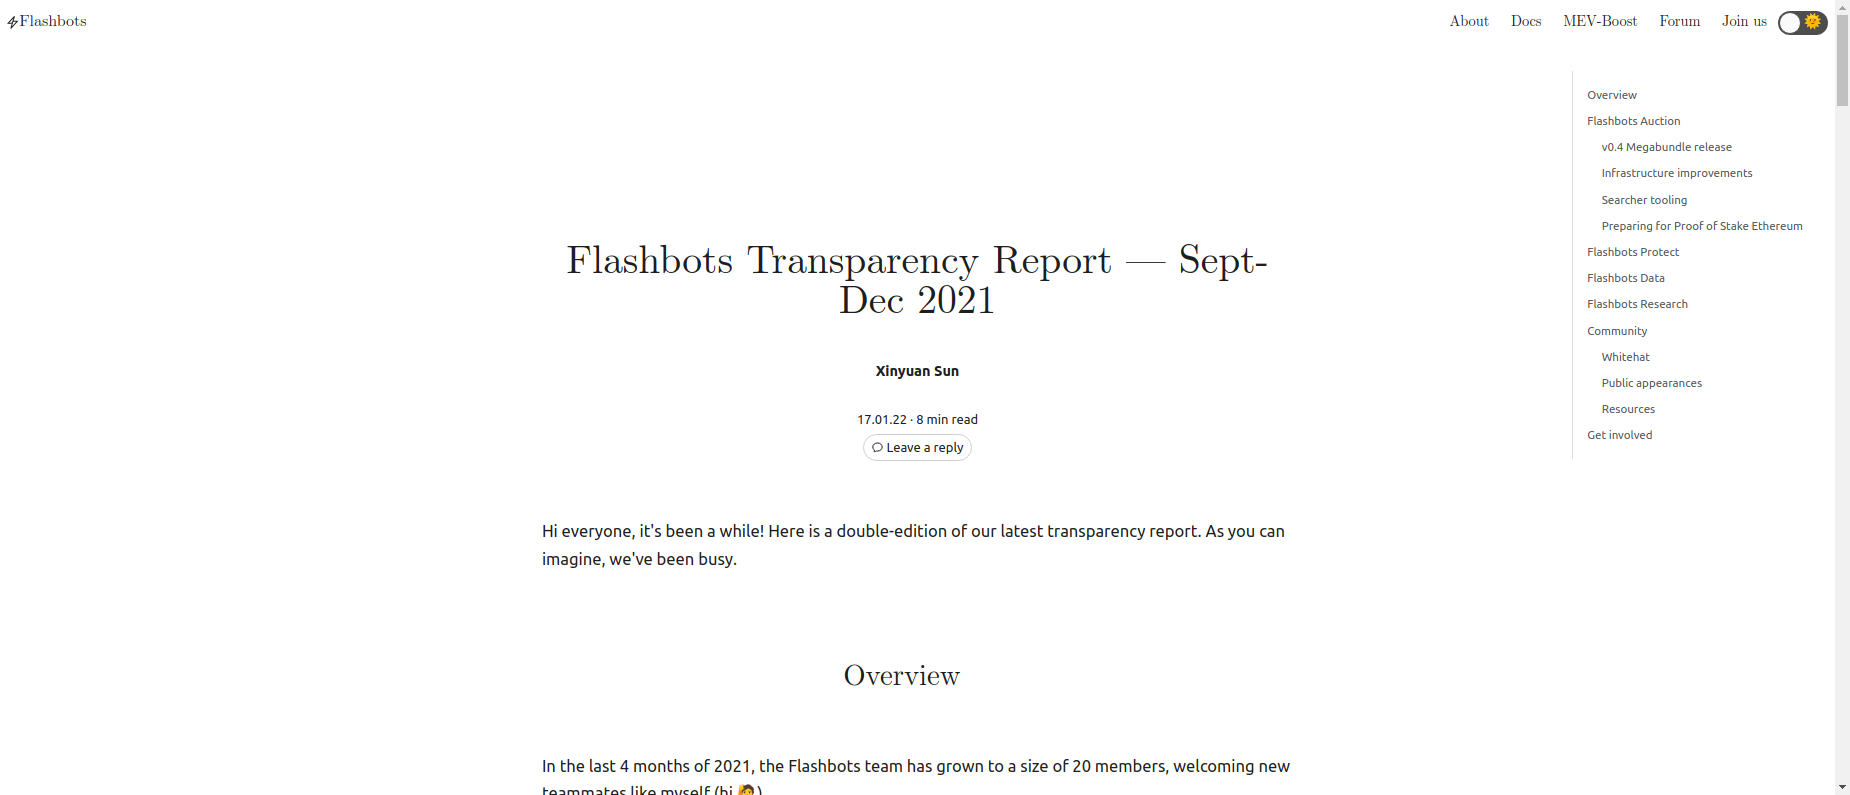 Flashbots
About Docs MEV-Boost Forum Join us
Overview
Flashbots Auction
v0.4 Megabundle release
Infrastructure improvements
Searcher tooling
Preparing for Proof of Stake Ethereum
Flashbots Protect
Flashbots Data
Flashbots Research
Community
Whitehat
Public appearances
Resources
Get involved
Flashbots Transparency Report — Sept-
Dec 2021
Xinyuan Sun
17.01.22 · 8 min read
Leave a reply
Hi everyone, it's been a while! Here is a double-edition of our latest transparency report. As you can
imagine, we've been busy.
Overview
In the last 4 months of 2021, the Flashbots team has grown to a size of 20 members, welcoming new
teammates like myself (hi 🙋)